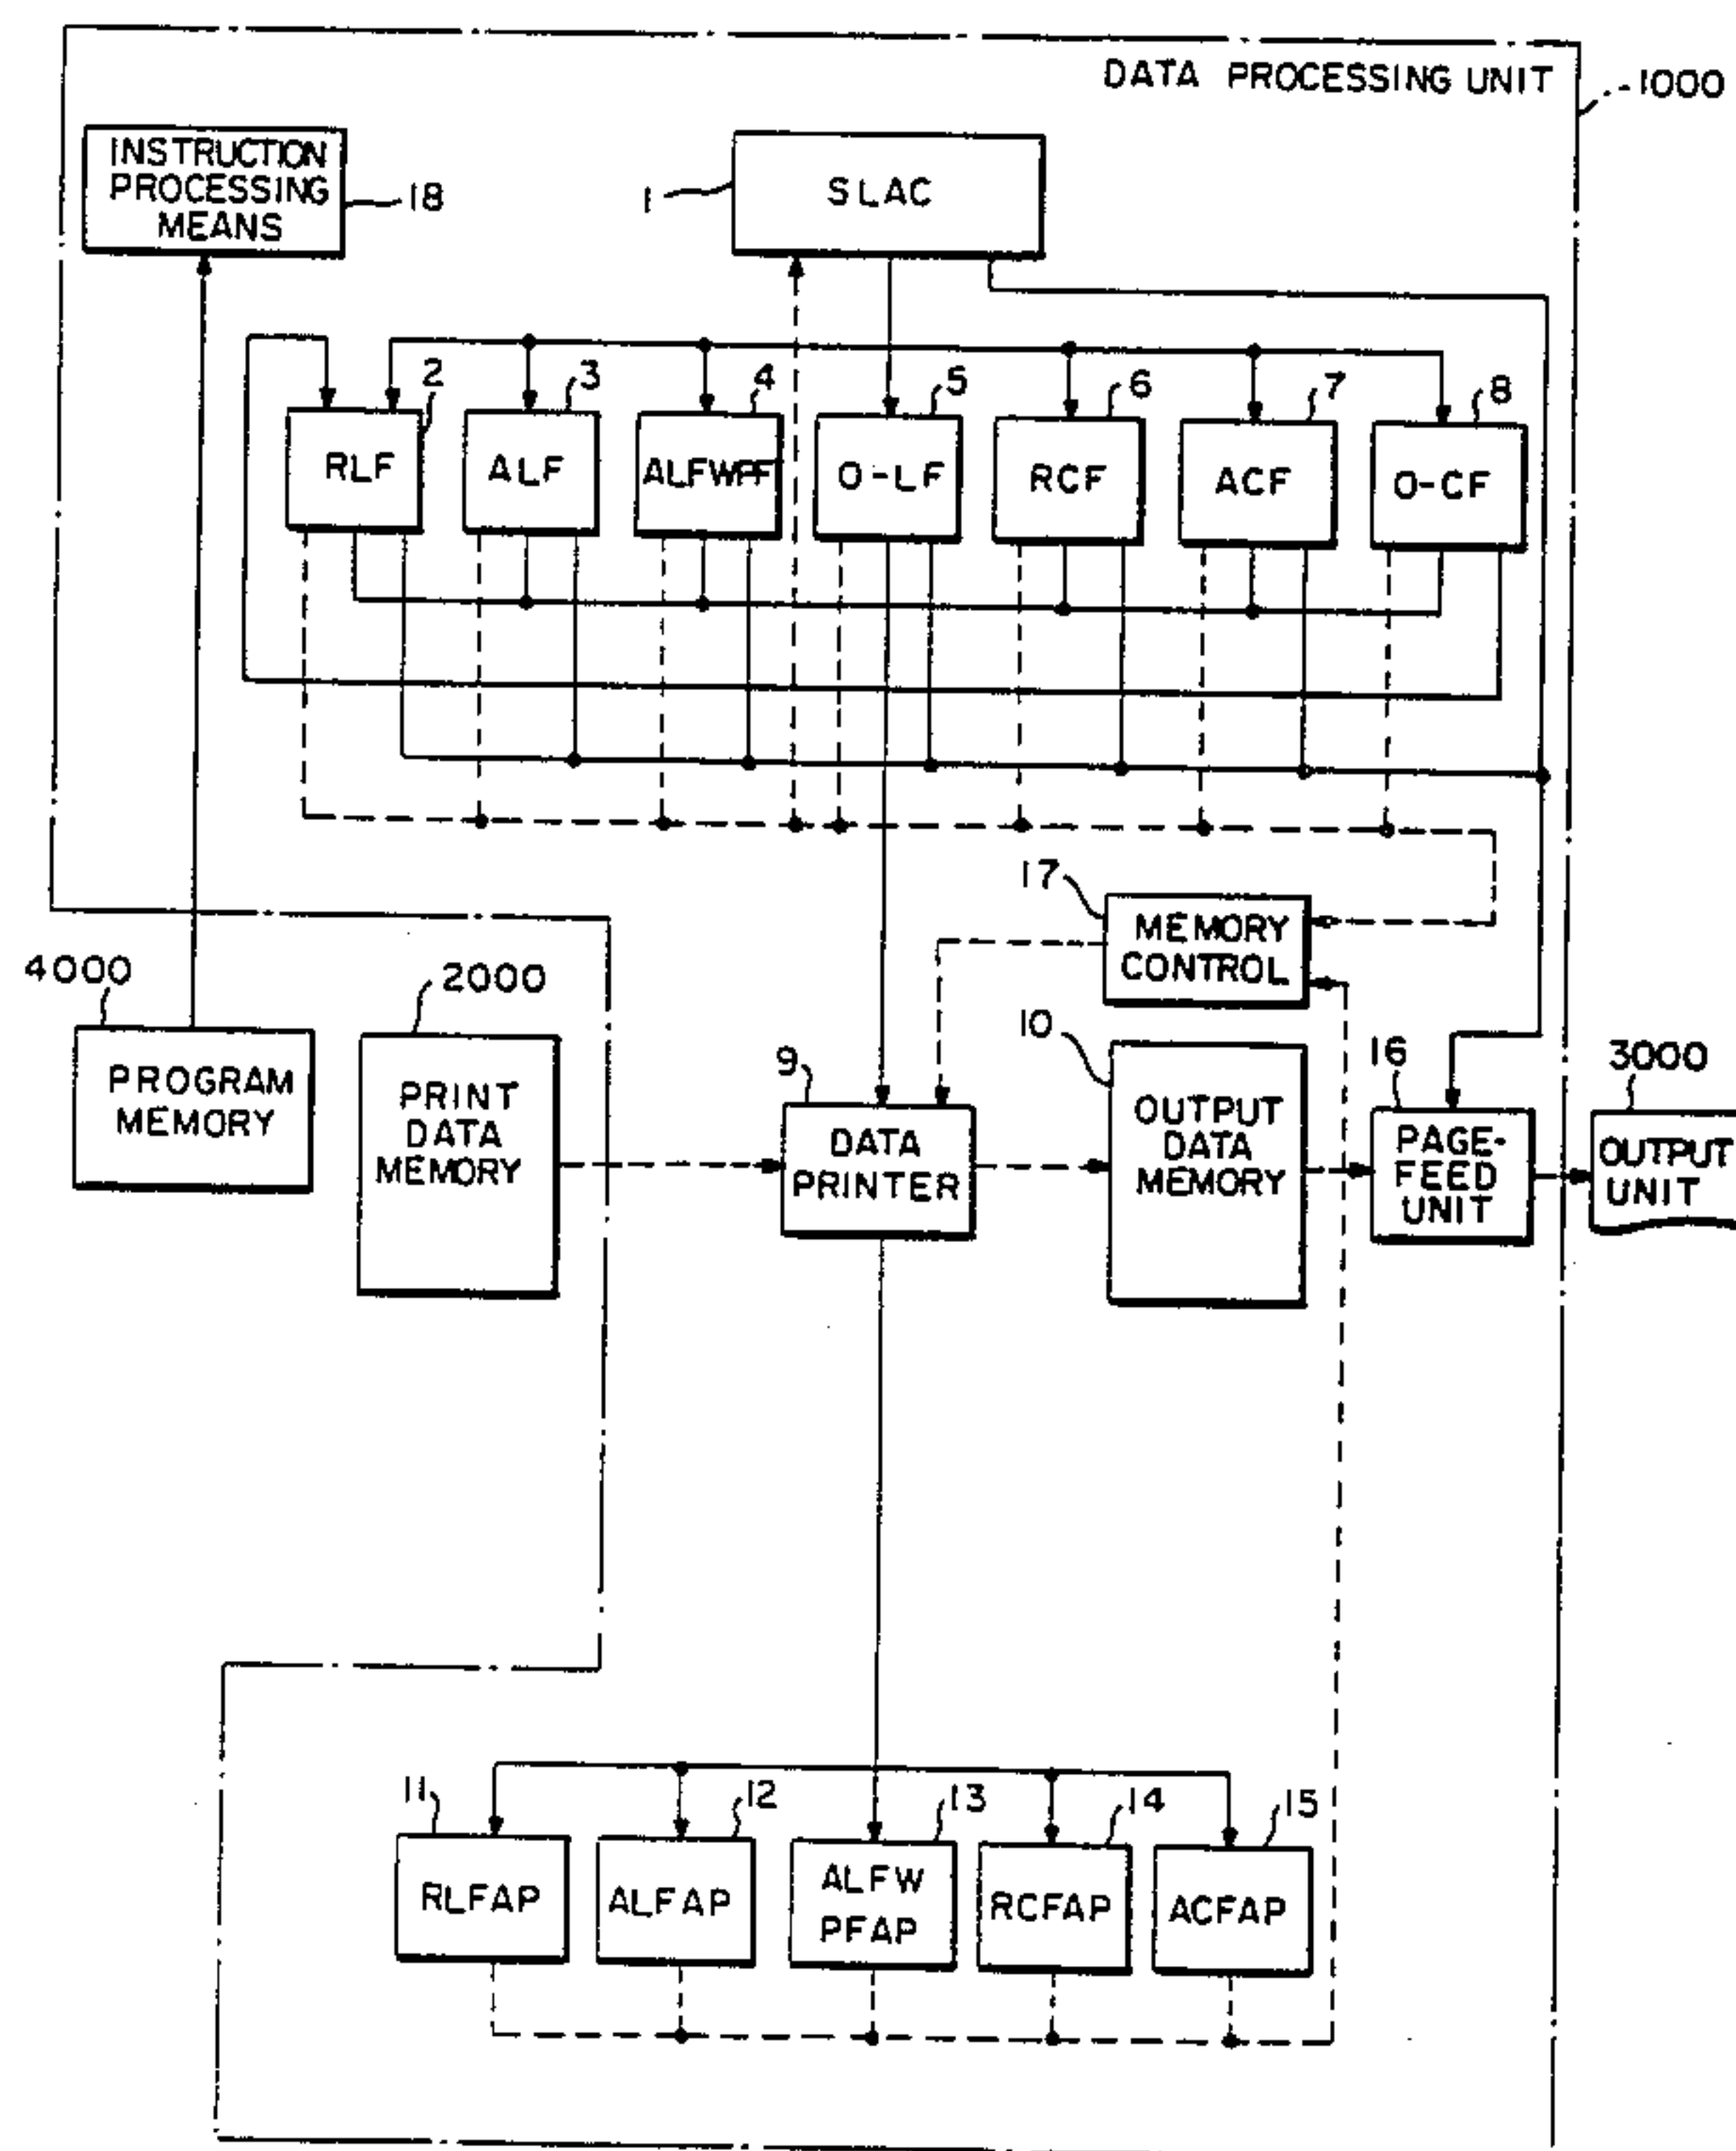 DATA PROCESSING UNIT
1000
INSTRUCTION
PROCESSING
MEANS
18
1
SLAC
2
3
4
5
6
7
8
RLF
ALF
ALFWPF
O-LF
RCF
ACF
O-CF
17
MEMORY
CONTROL
4000
2000
10
9
16
3000
PROGRAM
MEMORY
PRINT
DATA
MEMORY
DATA
PRINTER
OUTPUT
DATA
MEMORY
PAGE-
FEED
UNIT
OUTPUT
UNIT
11
12
13
14
15
RLFAP
ALFAP
ALFW
PFAP
RCFAP
ACFAP